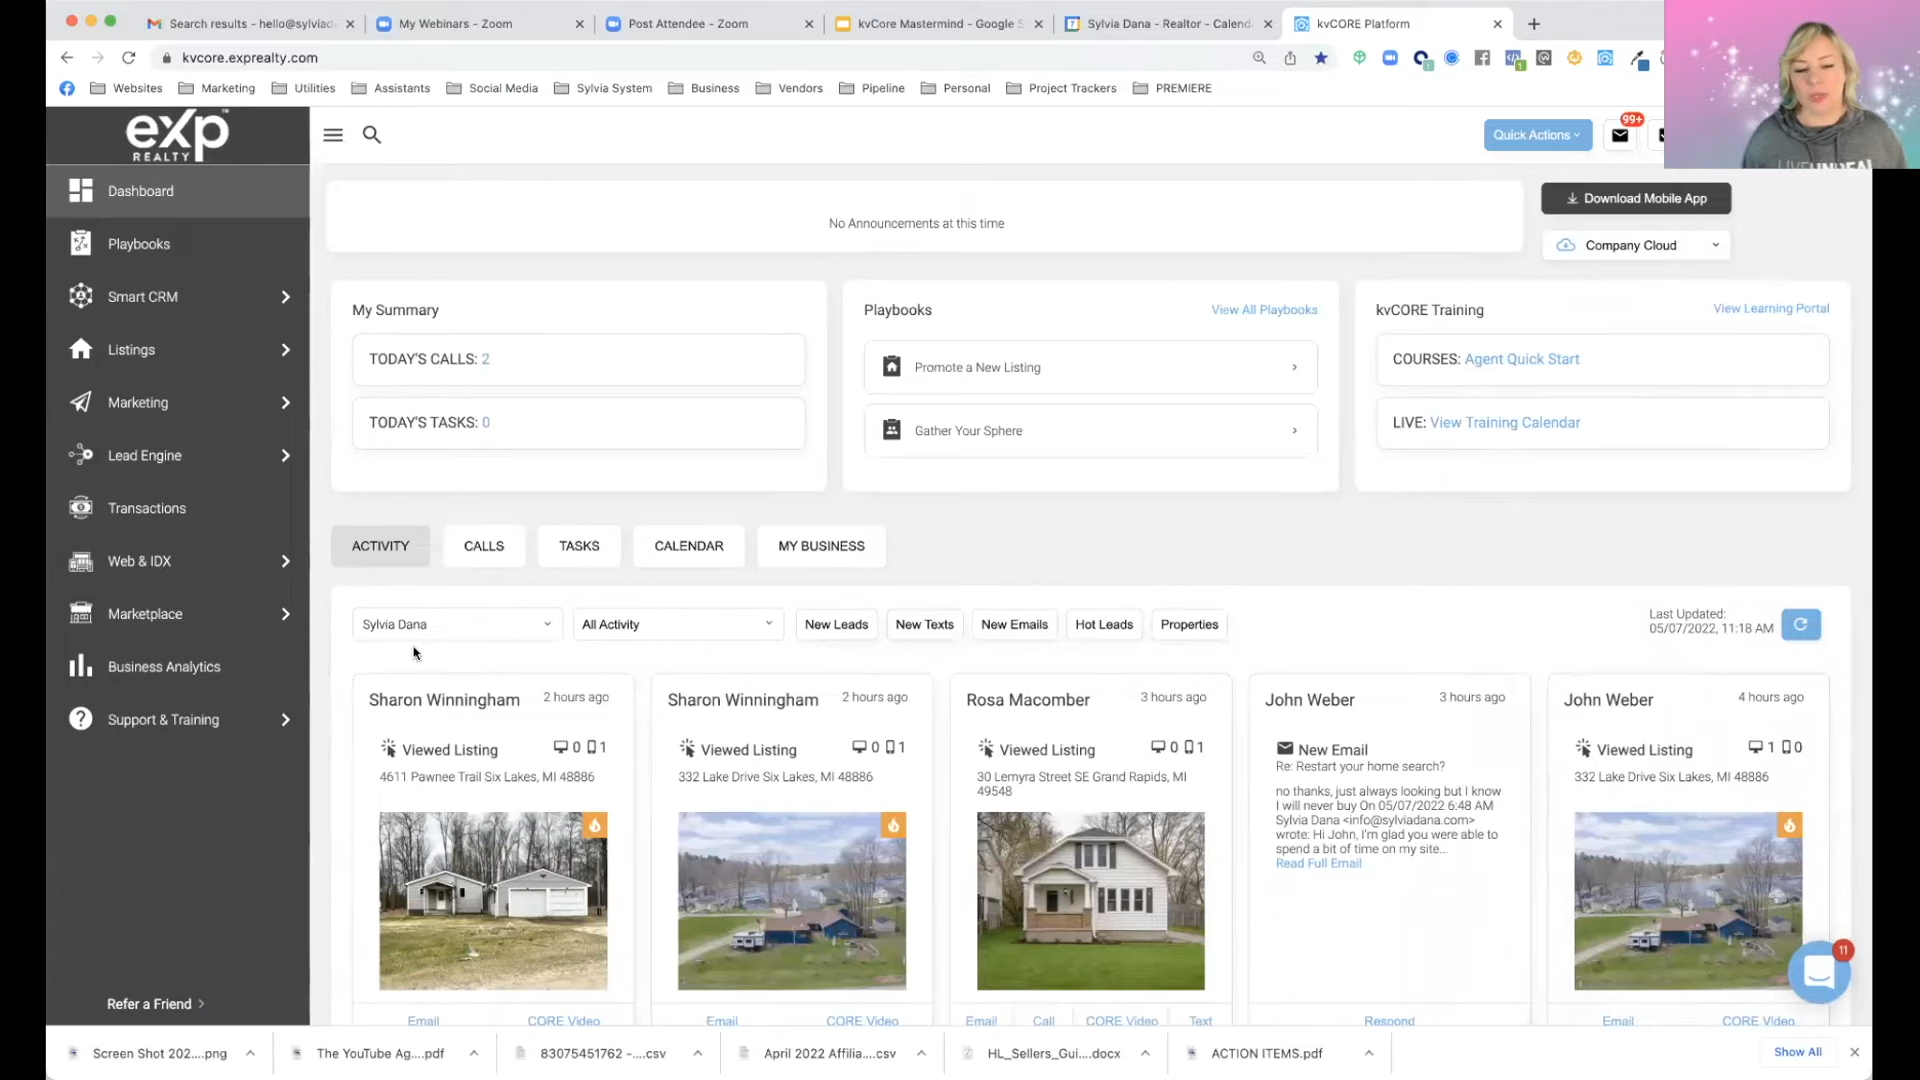 Search results - hello@sylviada
My Webinars - Zoom
Post Attendee - Zoom
kvCore Mastermind - Google S
Sylvia Dana - Realtor - Calend
kvCORE Platform
kvcore.exprealty.com
Websites
Marketing
Utilities
Assistants
Social Media
Sylvia System
Business
Vendors
Pipeline
Personal
Project Trackers
PREMIERE
eXp
REALTY
Quick Actions
99+
Dashboard
Playbooks
Smart CRM
Listings
Marketing
Lead Engine
Transactions
Web & IDX
Marketplace
Business Analytics
Support & Training
Refer a Friend
No Announcements at this time
Download Mobile App
Company Cloud
My Summary
TODAY'S CALLS: 2
TODAY'S TASKS: 0
Playbooks
View All Playbooks
Promote a New Listing
Gather Your Sphere
kvCORE Training
View Learning Portal
COURSES: Agent Quick Start
LIVE: View Training Calendar
ACTIVITY
CALLS
TASKS
CALENDAR
MY BUSINESS
Sylvia Dana
All Activity
New Leads
New Texts
New Emails
Hot Leads
Properties
Last Updated:
05/07/2022, 11:18 AM
Sharon Winningham
2 hours ago
Viewed Listing
0 1
4611 Pawnee Trail Six Lakes, MI 48886
Email
CORE Video
Sharon Winningham
2 hours ago
Viewed Listing
0 1
332 Lake Drive Six Lakes, MI 48886
Email
CORE Video
Rosa Macomber
3 hours ago
Viewed Listing
0 1
30 Lemyra Street SE Grand Rapids, MI
49548
Email
Call
CORE Video
Text
John Weber
3 hours ago
New Email
Re: Restart your home search?
no thanks, just always looking but I know
I will never buy On 05/07/2022 6:48 AM
Sylvia Dana <info@sylviadana.com>
wrote: Hi John, I'm glad you were able to
spend a bit of time on my site...
Read Full Email
Respond
John Weber
4 hours ago
Viewed Listing
1 0
332 Lake Drive Six Lakes, MI 48886
Email
CORE Video
11
Screen Shot 202....png
The YouTube Ag....pdf
83075451762 -....csv
April 2022 Affilia....csv
HL_Sellers_Gui....docx
ACTION ITEMS.pdf
Show All